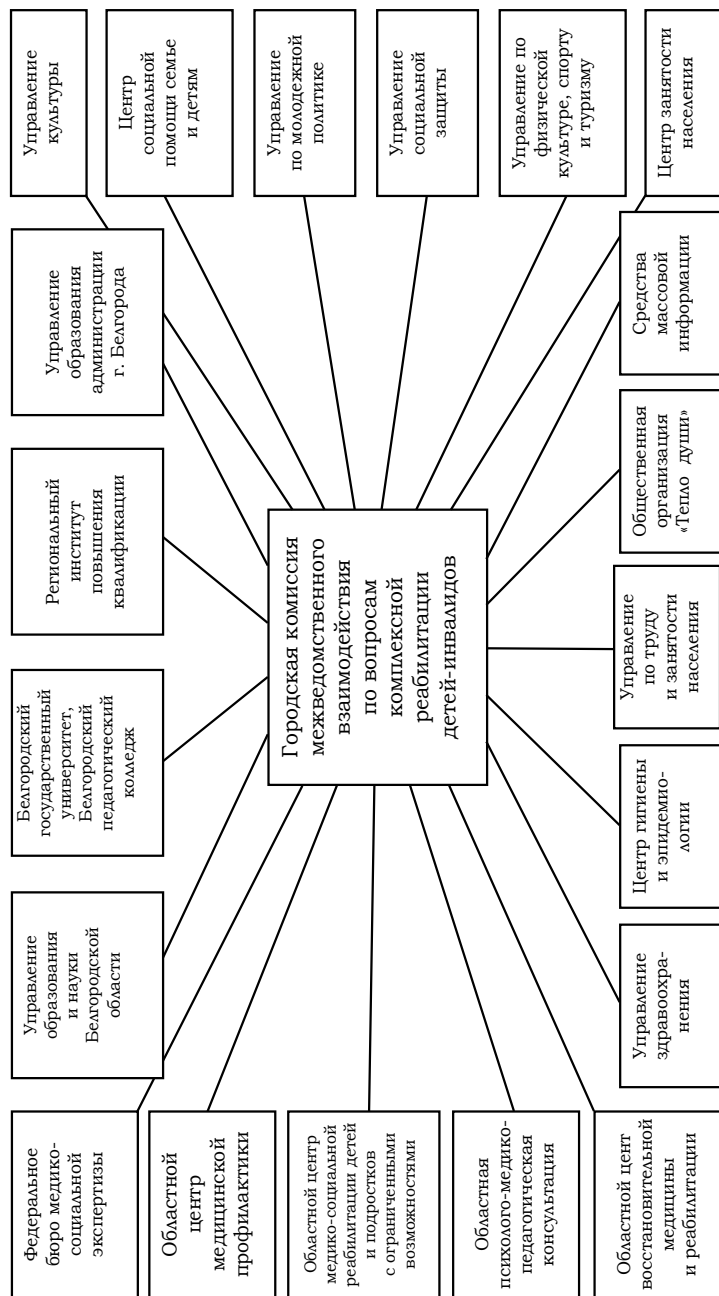 Федеральное
бюро медико-
социальной
экспертизы
Управление
образования
и науки
Белгородской
области
Белгородский
государственный
университет,
Белгородский
педагогический
колледж
Региональный
институт
повышения
квалификации
Управление
образования
администрации
г. Белгорода
Управление
культуры
Областной
центр
медицинской
профилактики
Центр
социальной
помощи семье
и детям
Областной центр
медико-социальной
реабилитации детей
и подростков
с ограниченными
возможностями
Городская комиссия
межведомственного
взаимодействия
по вопросам
комплексной
реабилитации
детей-инвалидов
Управление
по молодежной
политике
Управление
социальной
защиты
Областная
психолого-медико-
педагогическая
консультация
Управление по
физической
культуре, спорту
и туризму
Областной цент
восстановительной
медицины
и реабилитации
Управление
здравоохра-
нения
Центр гигиены
и эпидемио-
логии
Управление
по труду
и занятости
населения
Общественная
организация
«Тепло души»
Средства
массовой
информации
Центр занятости
населения